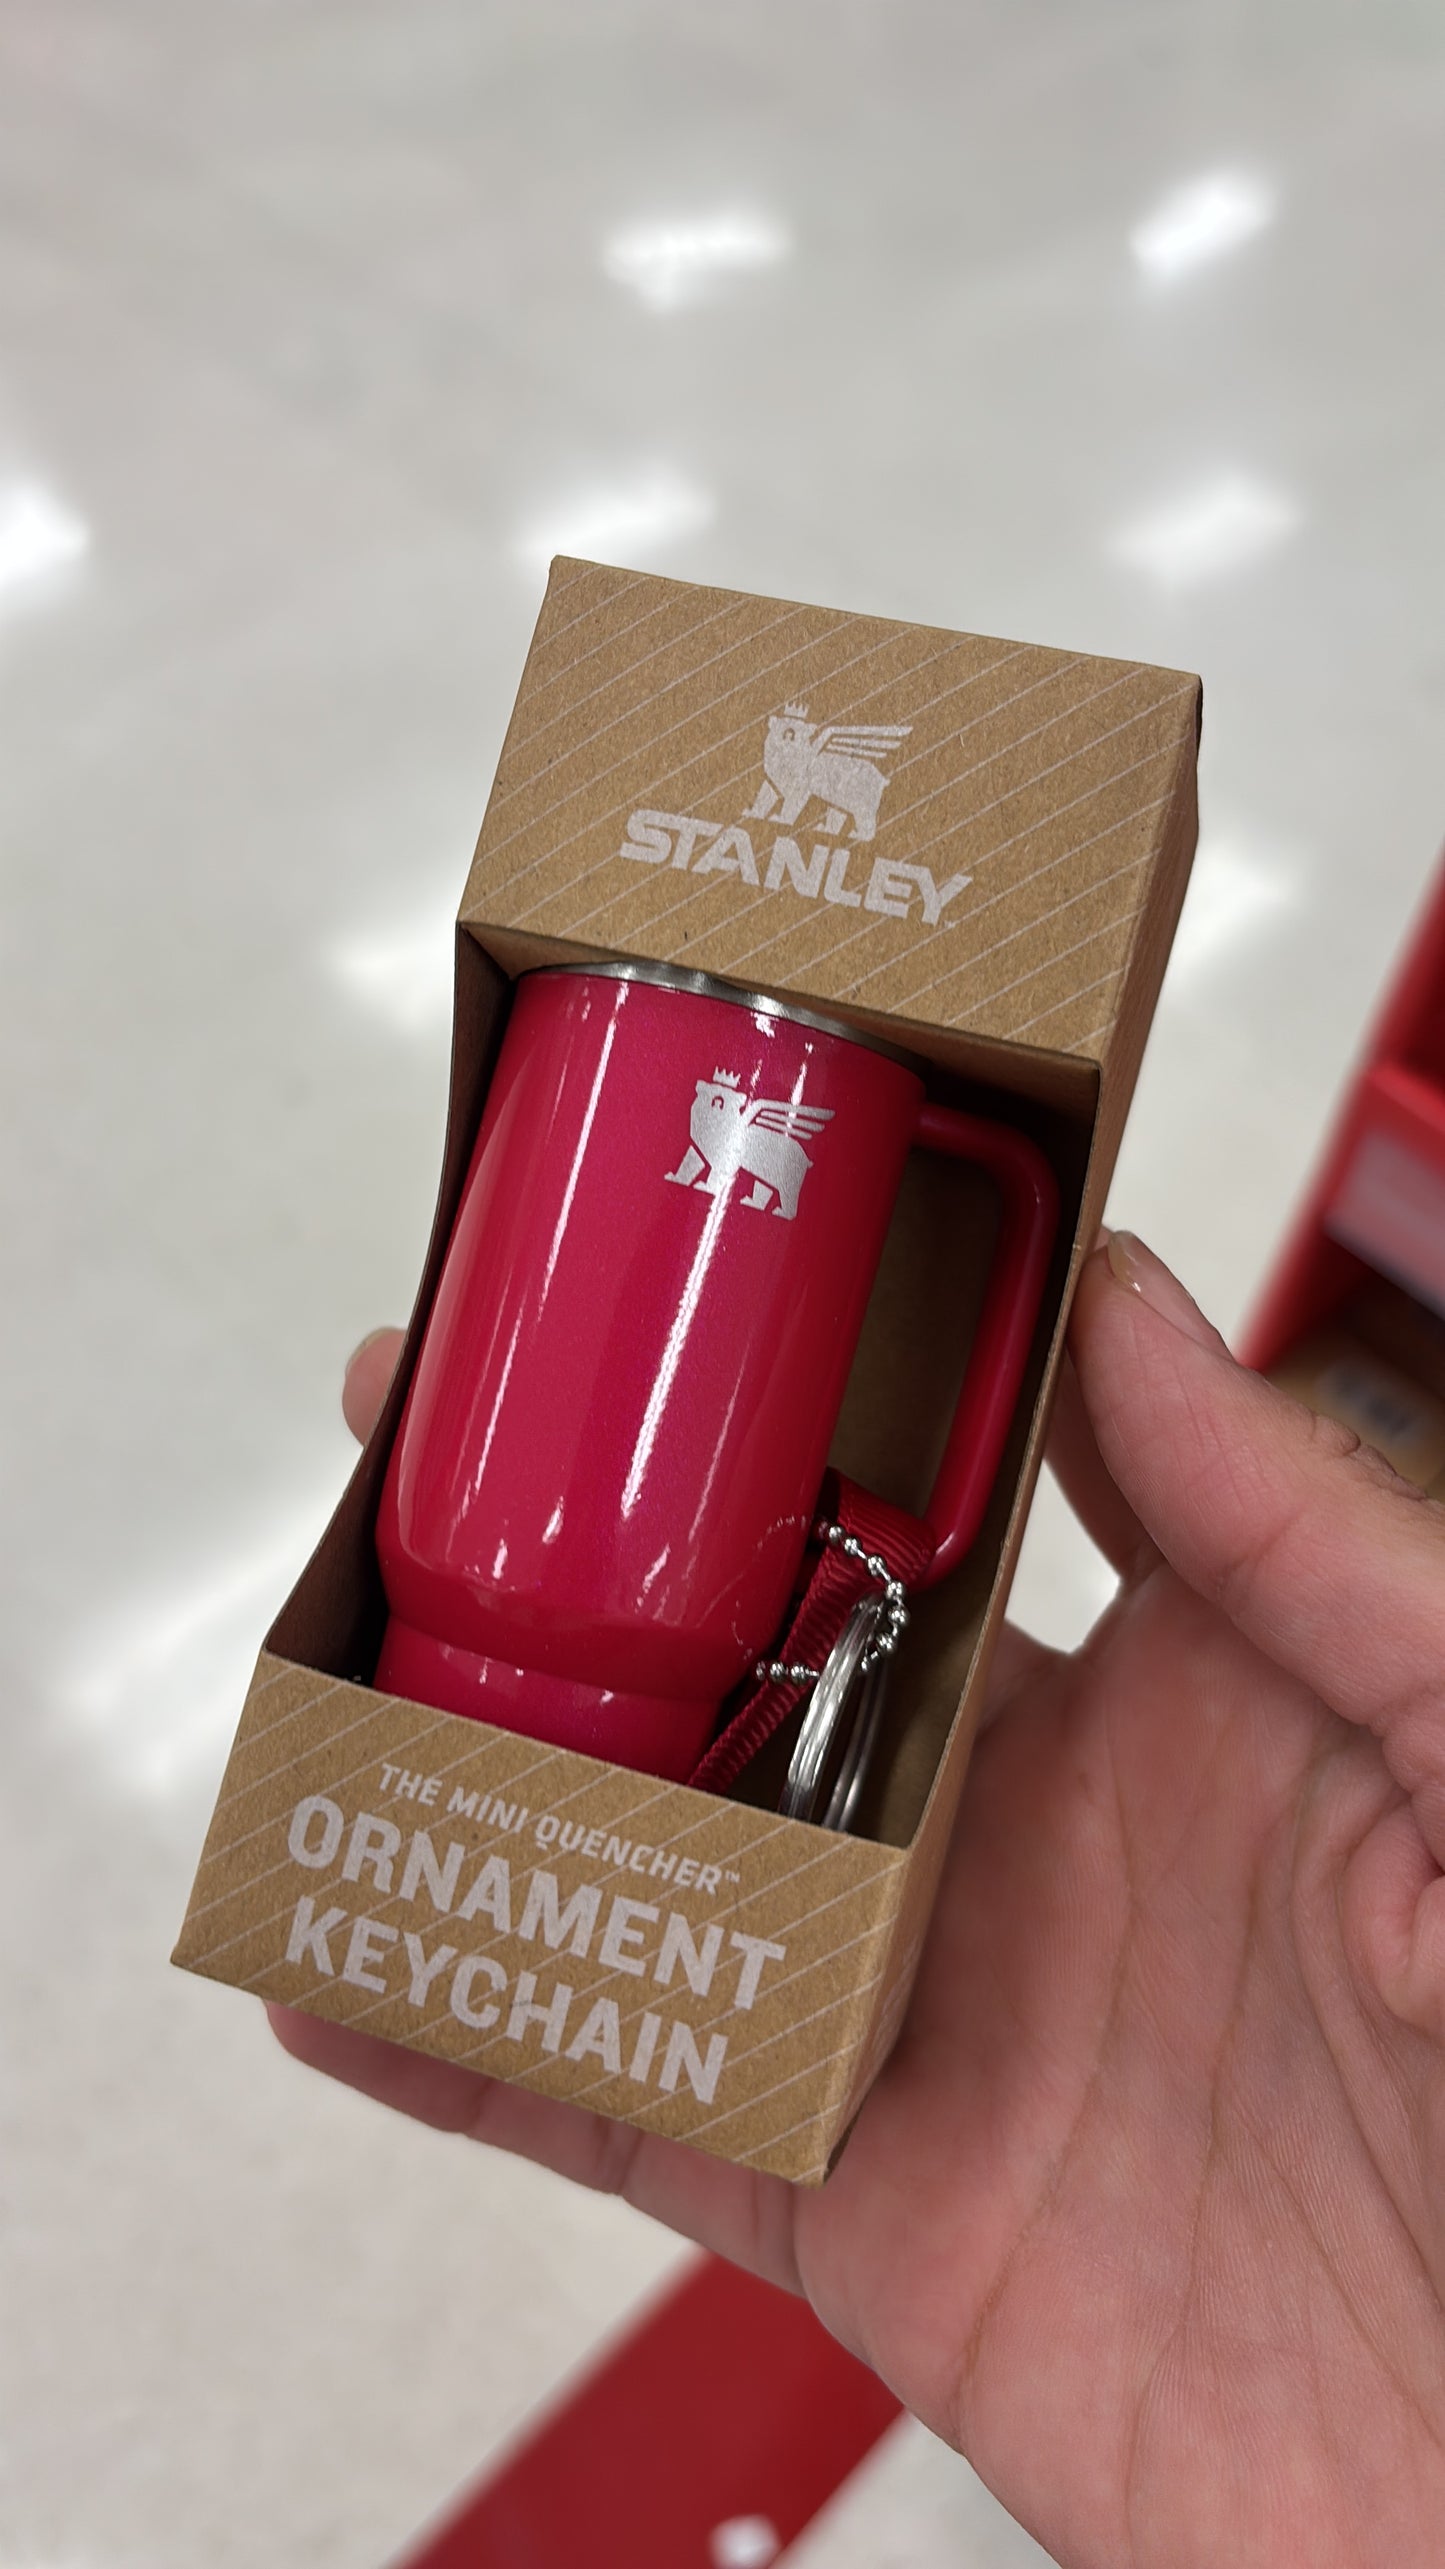 STANLEY
THE MINI QUENCHER™
ORNAMENT
KEYCHAIN